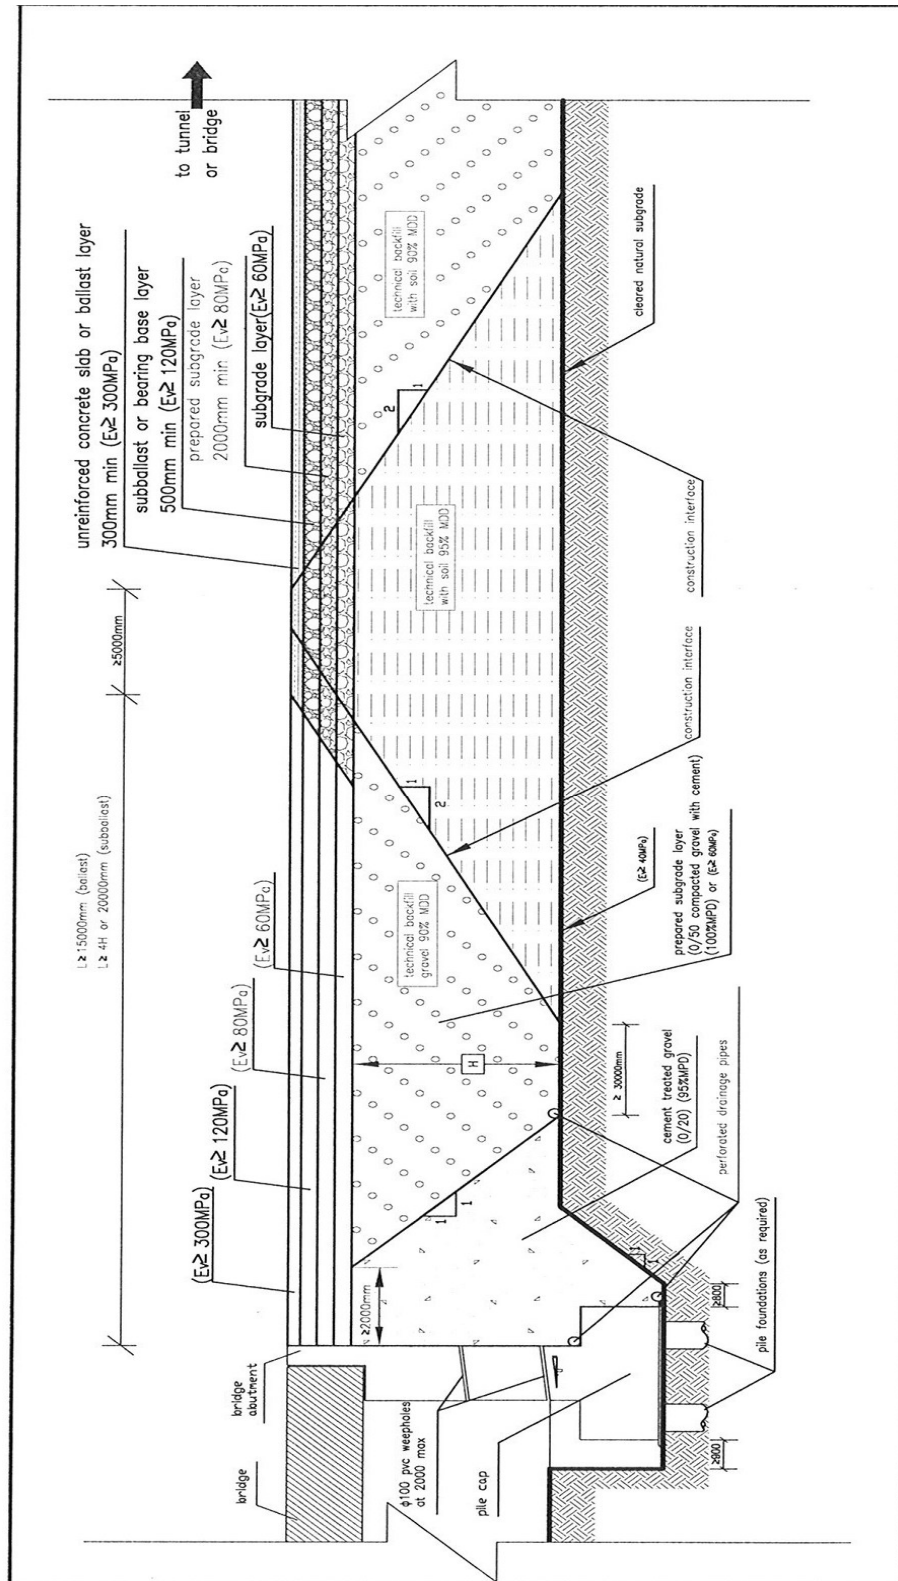 to tunnel
or bridge
unreinforced concrete slab or ballast layer
300mm min (Ev≥ 300MPa)
subballast or bearing base layer
500mm min (Ev≥ 120MPa)
prepared subgrade layer
2000mm min (Ev≥ 80MPa)
subgrade layer(Ev≥ 60MPa)
≥5000mm
L≥ 15000mm (ballast)
L≥ 4H or 20000mm (subballast)
(Ev≥ 60MPa)
(Ev≥ 80MPa)
(Ev≥ 120MPa)
(Ev≥ 300MPa)
bridge
abutment
bridge
technical backfill
with soil 90% MDD
2
1
technical backfill
with soil 95% MDD
1
2
technical backfill
gravel 90% MDD
H
1
1
≥2000mm
ϕ100 pvc weepholes
at 2000 max
pile cap
cleared natural subgrade
construction interface
construction interface
(Ev≥ 40MPa)
prepared subgrade layer
(0/50 compacted gravel with cement)
(100%MPD) or (Ev≥ 60MPa)
≥ 30000mm
cement treated gravel
(0/20) (95%MPD)
perforated drainage pipes
1
1
≥800
pile foundations (as required)
≥900